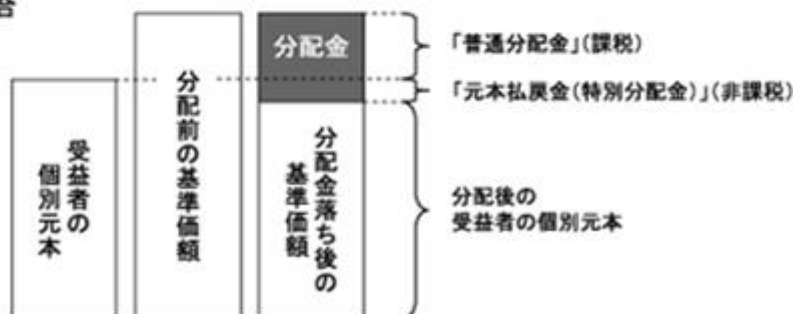 合
受益者の
個別元本
分配前の基準価額
分配金
分配金落ち後の
基準価額
「普通分配金」(課税)
「元本払戻金(特別分配金)」(非課税)
分配後の
受益者の個別元本